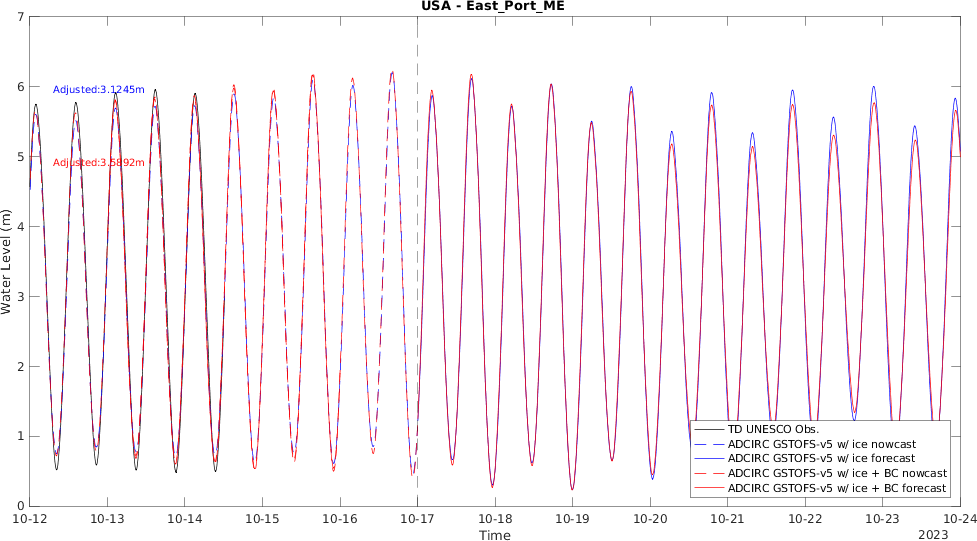 USA - East_Port_ME
7
6
5
4
3
2
1
0
Water Level (m)
Adjusted:3.1245m
Adjusted:3.5892m
TD UNESCO Obs.
ADCIRC GSTOFS-v5 w/ ice nowcast
ADCIRC GSTOFS-v5 w/ ice forecast
ADCIRC GSTOFS-v5 w/ ice + BC nowcast
ADCIRC GSTOFS-v5 w/ ice + BC forecast
10-12 10-13 10-14 10-15 10-16 10-17 10-18 10-19 10-20 10-21 10-22 10-23 10-24
Time
2023